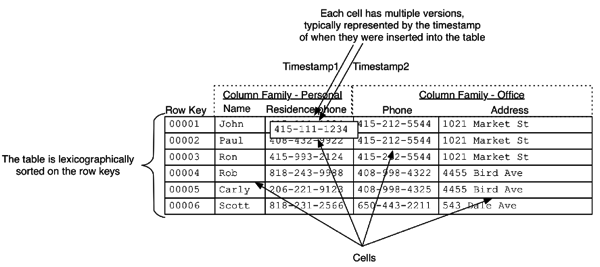 Each cell has multiple versions,
typically represented by the timestamp
of when they were inserted into the table
Timestamp1 Timestamp2
Column Family - Personal Column Family - Office
Row Key Name Residencephone Phone Address
00001 John 415-212-5544 1021 Market St
415-111-1234
00002 Paul 408-432-9922 415-212-5544 1021 Market St
00003 Ron 415-993-2124 415-212-5544 1021 Market St
00004 Rob 818-243-9988 408-998-4322 4455 Bird Ave
00005 Carly 206-221-9123 408-998-4325 4455 Bird Ave
00006 Scott 818-231-2566 650-443-2211 543 Dale Ave
The table is lexicographically
sorted on the row keys
Cells